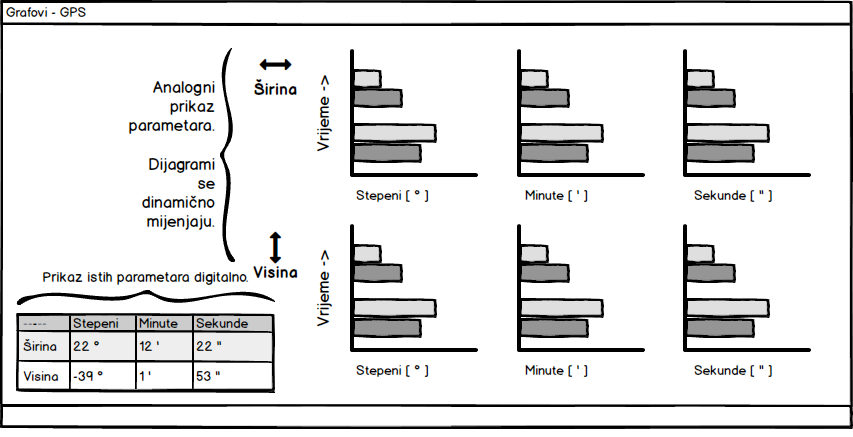 Grafovi - GPS
Analogni
prikaz
parametara.
Dijagrami
se
dinamično
mijenjaju.
Širina
Vrijeme ->
Stepeni [ ° ]
Minute [ ' ]
Sekunde [ " ]
Visina
Vrijeme ->
Stepeni [ ° ]
Minute [ ' ]
Sekunde [ " ]
Prikaz istih parametara digitalno.
----- Stepeni Minute Sekunde
Širina 22 ° 12 ' 22 "
Visina -39 ° 1 ' 53 "